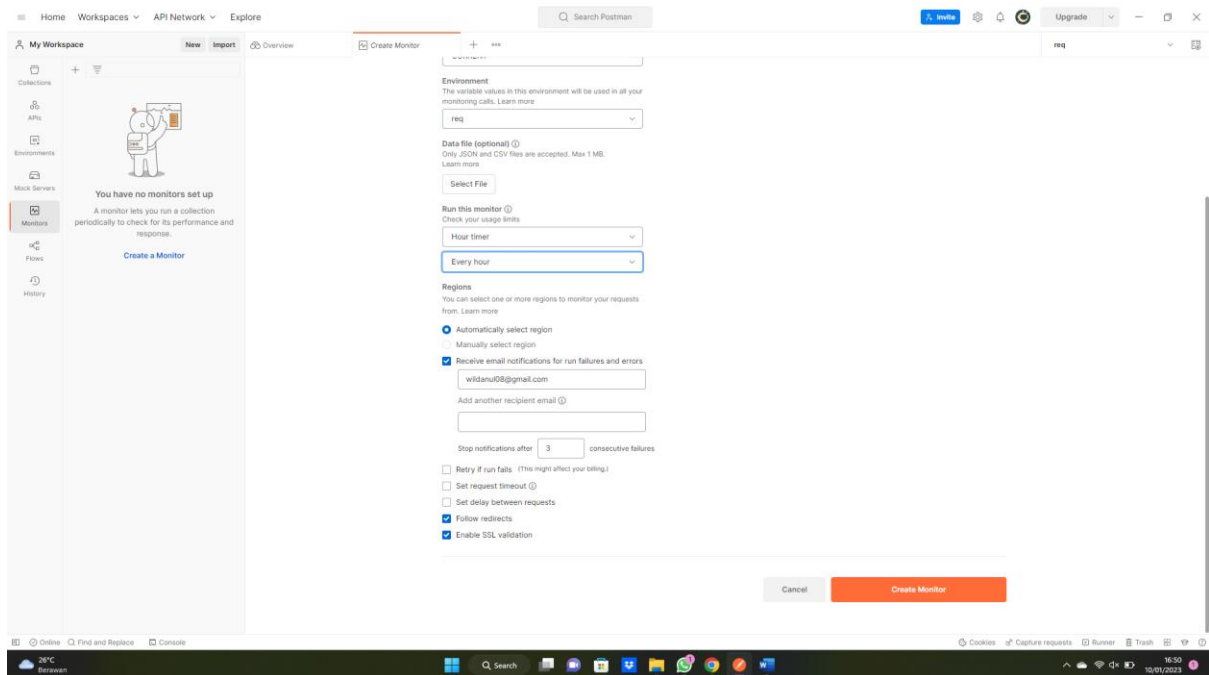 Home Workspaces API Network Explore
Search Postman
Invite
Upgrade
My Workspace
New Import
Overview
Create Monitor
req
Collections
APIs
Environments
Mock Servers
Monitors
Flows
History
You have no monitors set up
A monitor lets you run a collection
periodically to check for its performance and
response.
Create a Monitor
Environment
The variable values in this environment will be used in all your
monitoring calls. Learn more
req
Data file (optional)
Only JSON and CSV files are accepted. Max 1 MB.
Learn more
Select File
Run this monitor
Check your usage limits
Hour timer
Every hour
Regions
You can select one or more regions to monitor your requests
from. Learn more
Automatically select region
Manually select region
Receive email notifications for run failures and errors
wildanul08@gmail.com
Add another recipient email
Stop notifications after 3 consecutive failures
Retry if run fails (This might affect your billing.)
Set request timeout
Set delay between requests
Follow redirects
Enable SSL validation
Cancel
Create Monitor
Online Find and Replace Console
Cookies Capture requests Runner Trash
26°C
Berawan
Search
16:50
10/01/2023